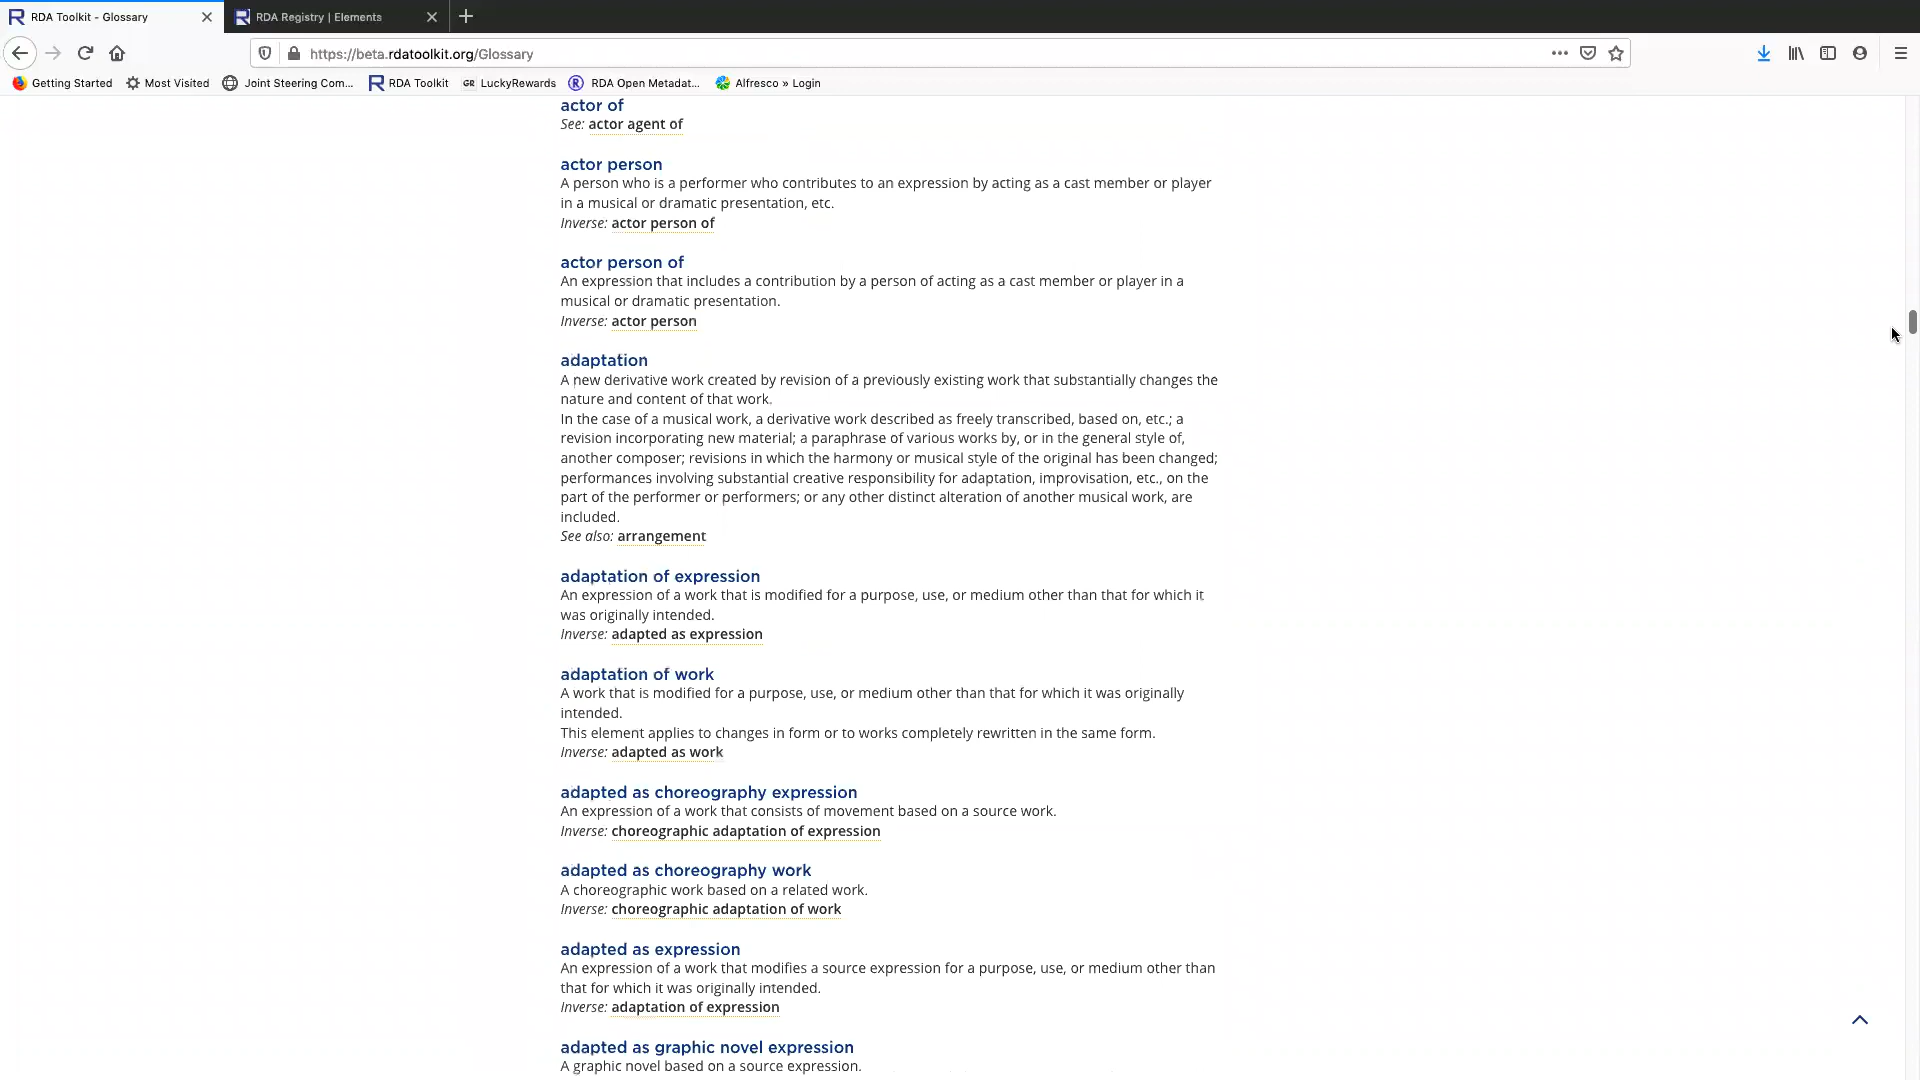 RDA Toolkit - Glossary
RDA Registry | Elements
https://beta.rdatoolkit.org/Glossary
Getting Started
Most Visited
Joint Steering Com...
RDA Toolkit
GR LuckyRewards
RDA Open Metadat...
Alfresco » Login
actor of
See: actor agent of
actor person
A person who is a performer who contributes to an expression by acting as a cast member or player
in a musical or dramatic presentation, etc.
Inverse: actor person of
actor person of
An expression that includes a contribution by a person of acting as a cast member or player in a
musical or dramatic presentation.
Inverse: actor person
adaptation
A new derivative work created by revision of a previously existing work that substantially changes the
nature and content of that work.
In the case of a musical work, a derivative work described as freely transcribed, based on, etc.; a
revision incorporating new material; a paraphrase of various works by, or in the general style of,
another composer; revisions in which the harmony or musical style of the original has been changed;
performances involving substantial creative responsibility for adaptation, improvisation, etc., on the
part of the performer or performers; or any other distinct alteration of another musical work, are
included.
See also: arrangement
adaptation of expression
An expression of a work that is modified for a purpose, use, or medium other than that for which it
was originally intended.
Inverse: adapted as expression
adaptation of work
A work that is modified for a purpose, use, or medium other than that for which it was originally
intended.
This element applies to changes in form or to works completely rewritten in the same form.
Inverse: adapted as work
adapted as choreography expression
An expression of a work that consists of movement based on a source work.
Inverse: choreographic adaptation of expression
adapted as choreography work
A choreographic work based on a related work.
Inverse: choreographic adaptation of work
adapted as expression
An expression of a work that modifies a source expression for a purpose, use, or medium other than
that for which it was originally intended.
Inverse: adaptation of expression
adapted as graphic novel expression
A graphic novel based on a source expression.